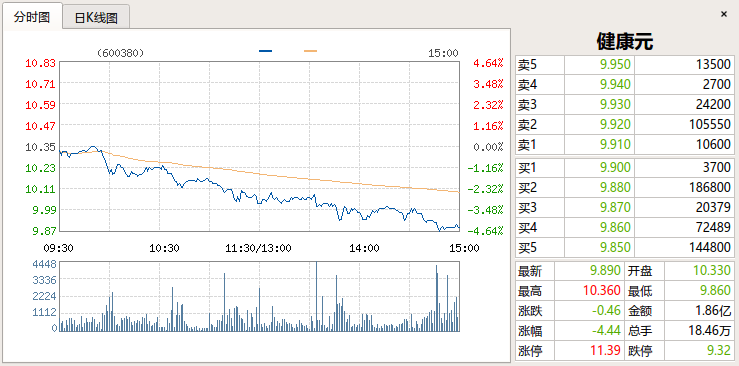 分时图 日K线图 ×
(600380) 15:00
10.83 4.64%
10.71 3.48%
10.59 2.32%
10.47 1.16%
10.35 0.00%
10.23 -1.16%
10.11 -2.32%
9.99 -3.48%
9.87 -4.64%
09:30 10:30 11:30/13:00 14:00 15:00
4448
3336
2224
1112
0
健康元
卖5 9.950 13500
卖4 9.940 2700
卖3 9.930 24200
卖2 9.920 105550
卖1 9.910 10600
买1 9.900 3700
买2 9.880 186800
买3 9.870 20379
买4 9.860 72489
买5 9.850 144800
最新 9.890 开盘 10.330
最高 10.360 最低 9.860
涨跌 -0.46 金额 1.86亿
涨幅 -4.44 总手 18.46万
涨停 11.39 跌停 9.32